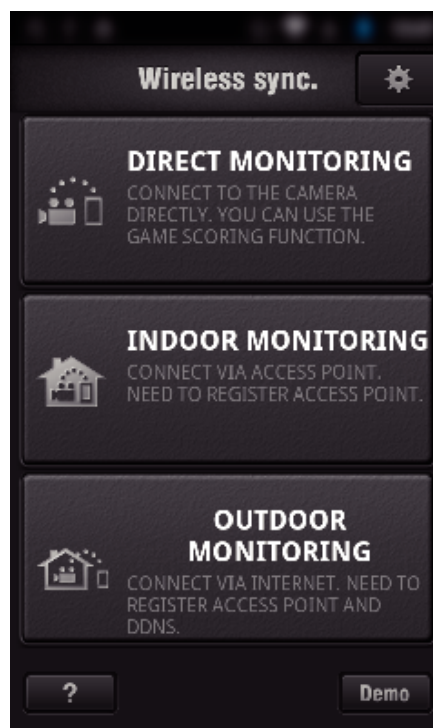 Wireless sync.
DIRECT MONITORING
CONNECT TO THE CAMERA
DIRECTLY. YOU CAN USE THE
GAME SCORING FUNCTION.
INDOOR MONITORING
CONNECT VIA ACCESS POINT.
NEED TO REGISTER ACCESS POINT.
OUTDOOR
MONITORING
CONNECT VIA INTERNET. NEED TO
REGISTER ACCESS POINT AND
DDNS.
?
Demo